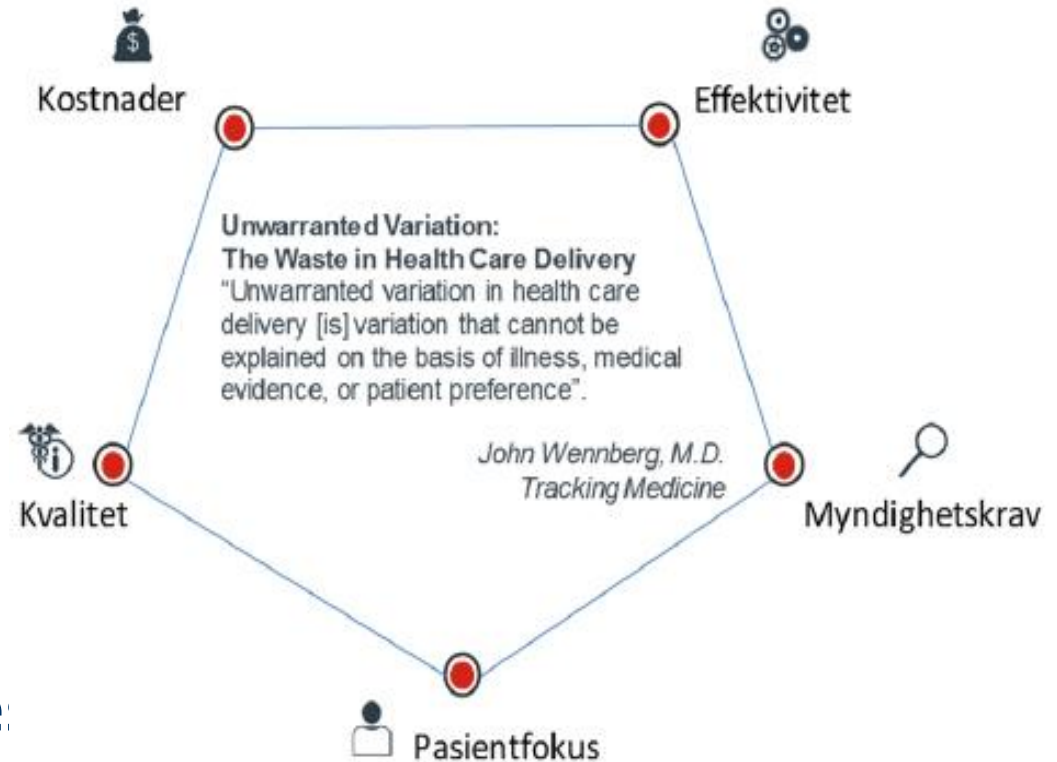 Kostnader
Effektivitet
Unwarranted Variation:
The Waste in Health Care Delivery
“Unwarranted variation in health care
delivery [is] variation that cannot be
explained on the basis of illness, medical
evidence, or patient preference”.
John Wennberg, M.D.
Tracking Medicine
Kvalitet
Myndighetskrav
Pasientfokus